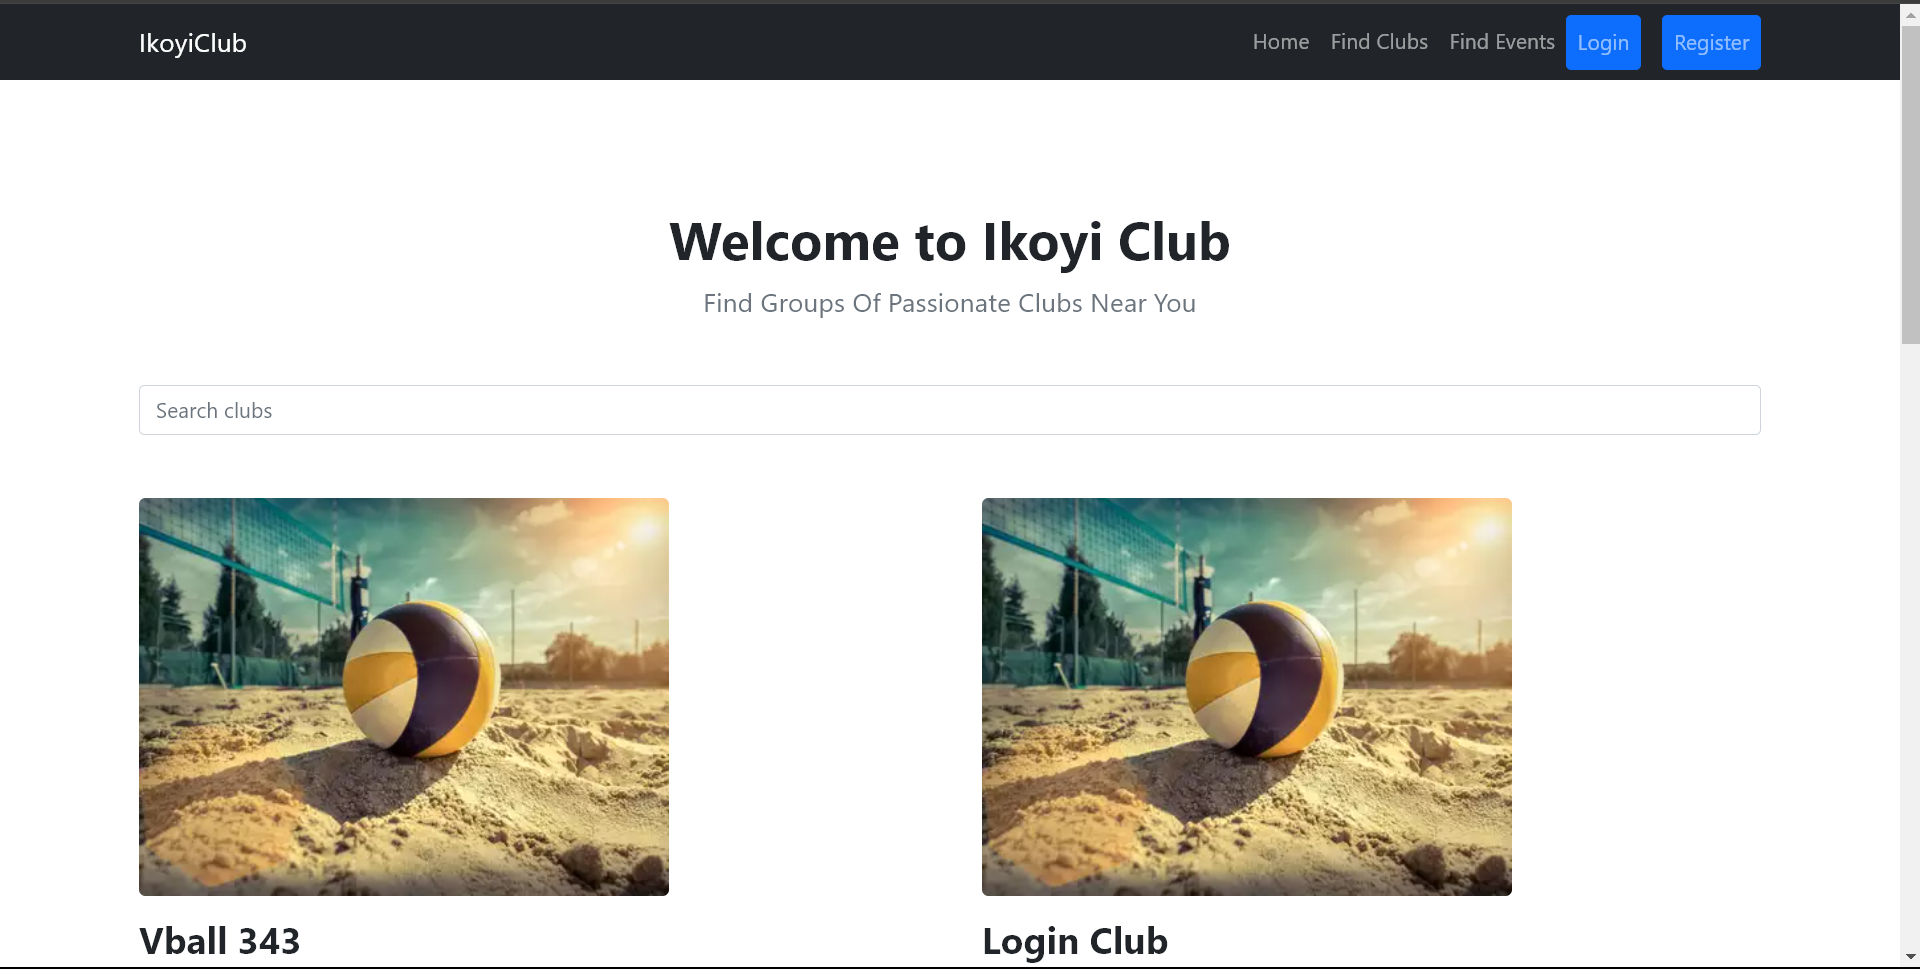 IkoyiClub
Home Find Clubs Find Events Login Register
Welcome to Ikoyi Club
Find Groups Of Passionate Clubs Near You
Search clubs
Vball 343
Login Club